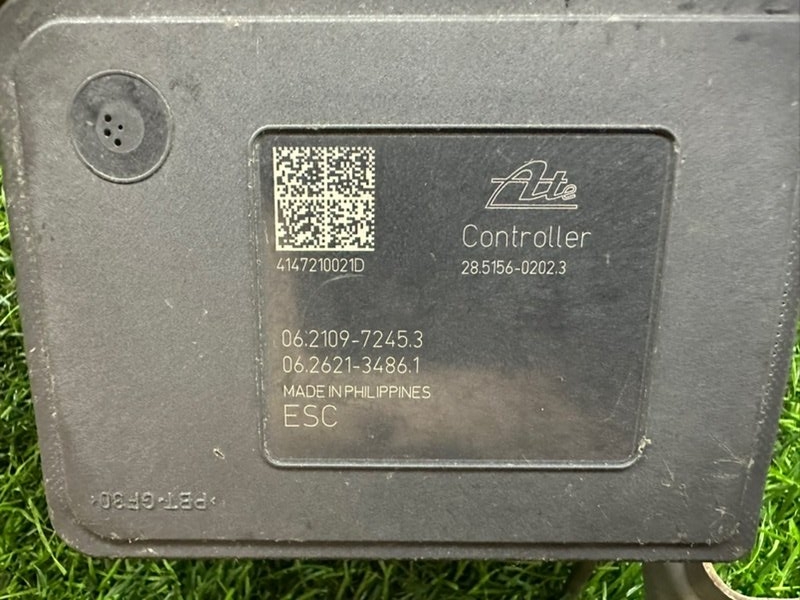 Ate
Controller
4147210021D
28.5156-0202.3
06.2109-7245.3
06.2621-3486.1
MADE IN PHILIPPINES
ESC
>PBT-GF30<